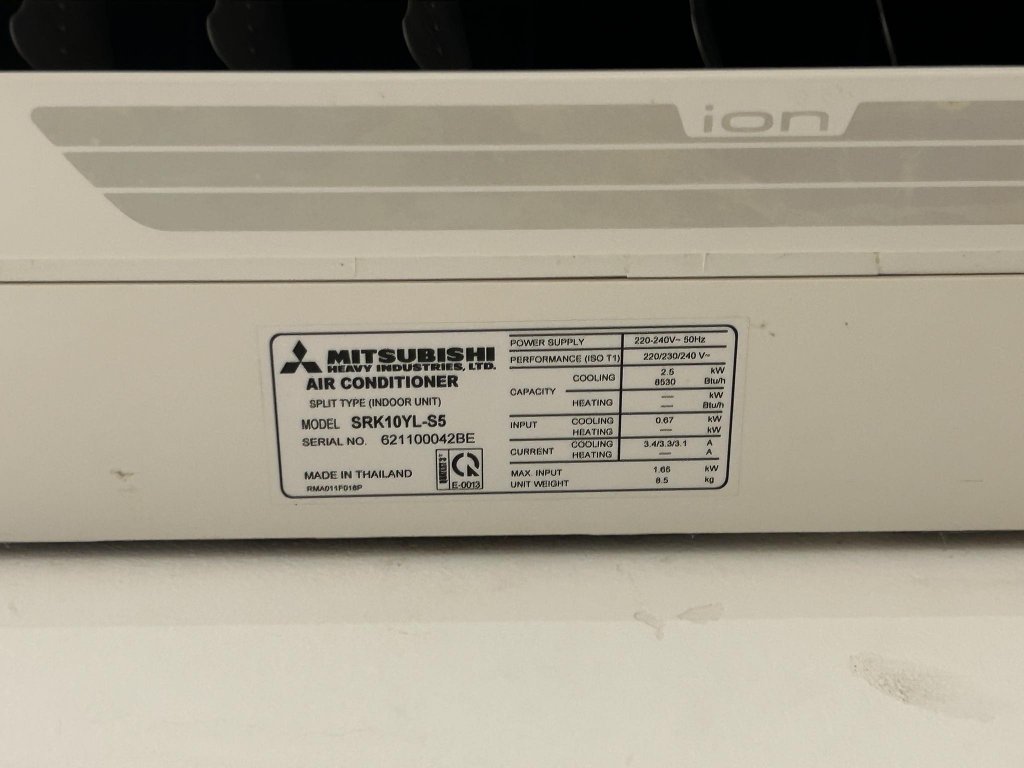 ion
MITSUBISHI
HEAVY INDUSTRIES, LTD.
AIR CONDITIONER
SPLIT TYPE (INDOOR UNIT)
MODEL SRK10YL-S5
SERIAL NO. 621100042BE
MADE IN THAILAND
RMA011F016P
E-0013
POWER SUPPLY 220-240V~ 50Hz
PERFORMANCE (ISO T1) 220/230/240 V~
CAPACITY
COOLING 2.5 kW
8530 Btu/h
HEATING — kW
— Btu/h
INPUT COOLING 0.67 kW
HEATING — kW
CURRENT COOLING 3.4/3.3/3.1 A
HEATING — A
MAX. INPUT 1.66 kW
UNIT WEIGHT 8.5 kg